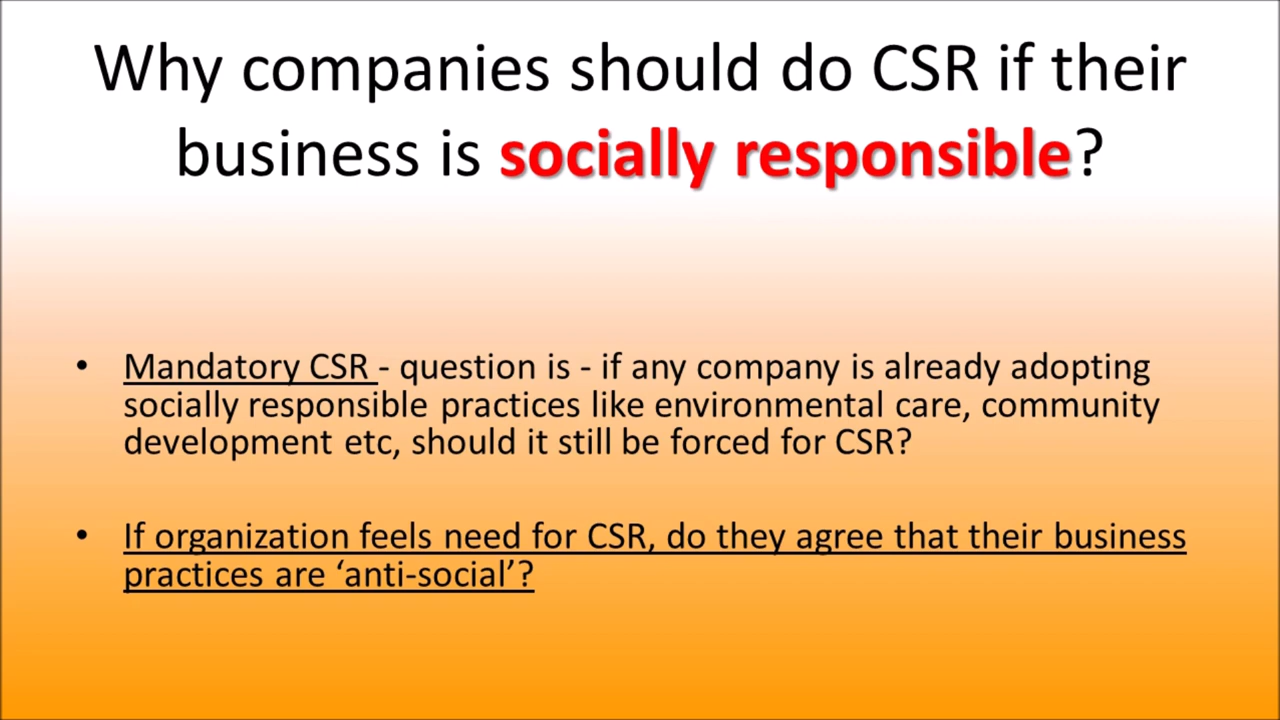 Why companies should do CSR if their
business is socially responsible?
• Mandatory CSR - question is - if any company is already adopting
socially responsible practices like environmental care, community
development etc, should it still be forced for CSR?
• If organization feels need for CSR, do they agree that their business
practices are ‘anti-social’?